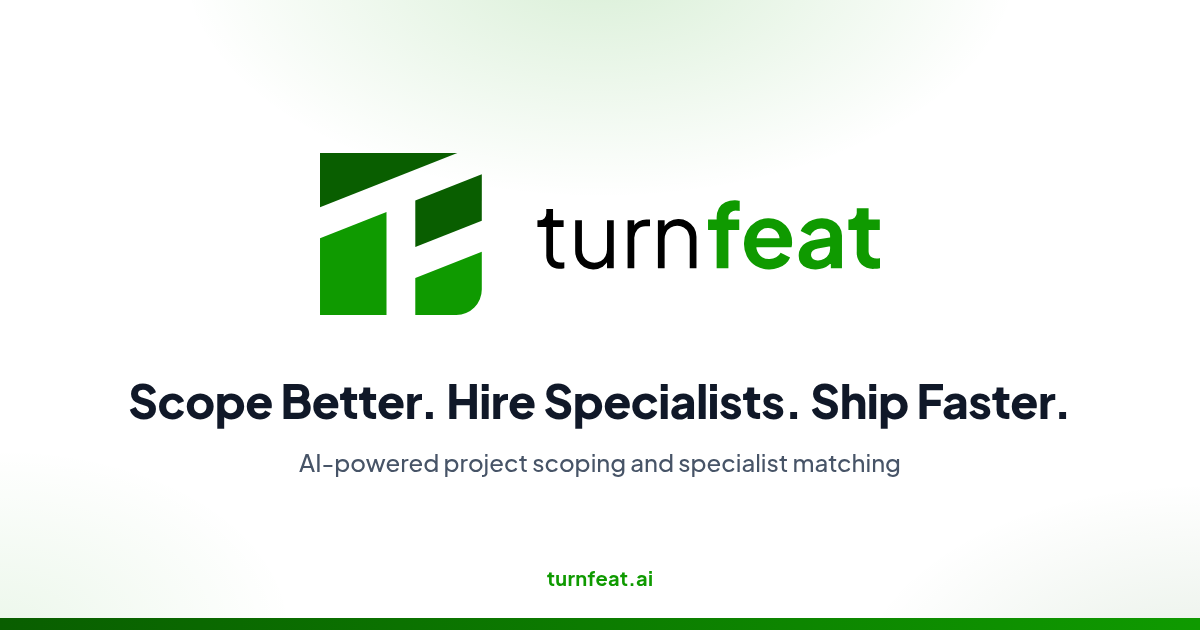 turnfeat
Scope Better. Hire Specialists. Ship Faster.
AI-powered project scoping and specialist matching
turnfeat.ai